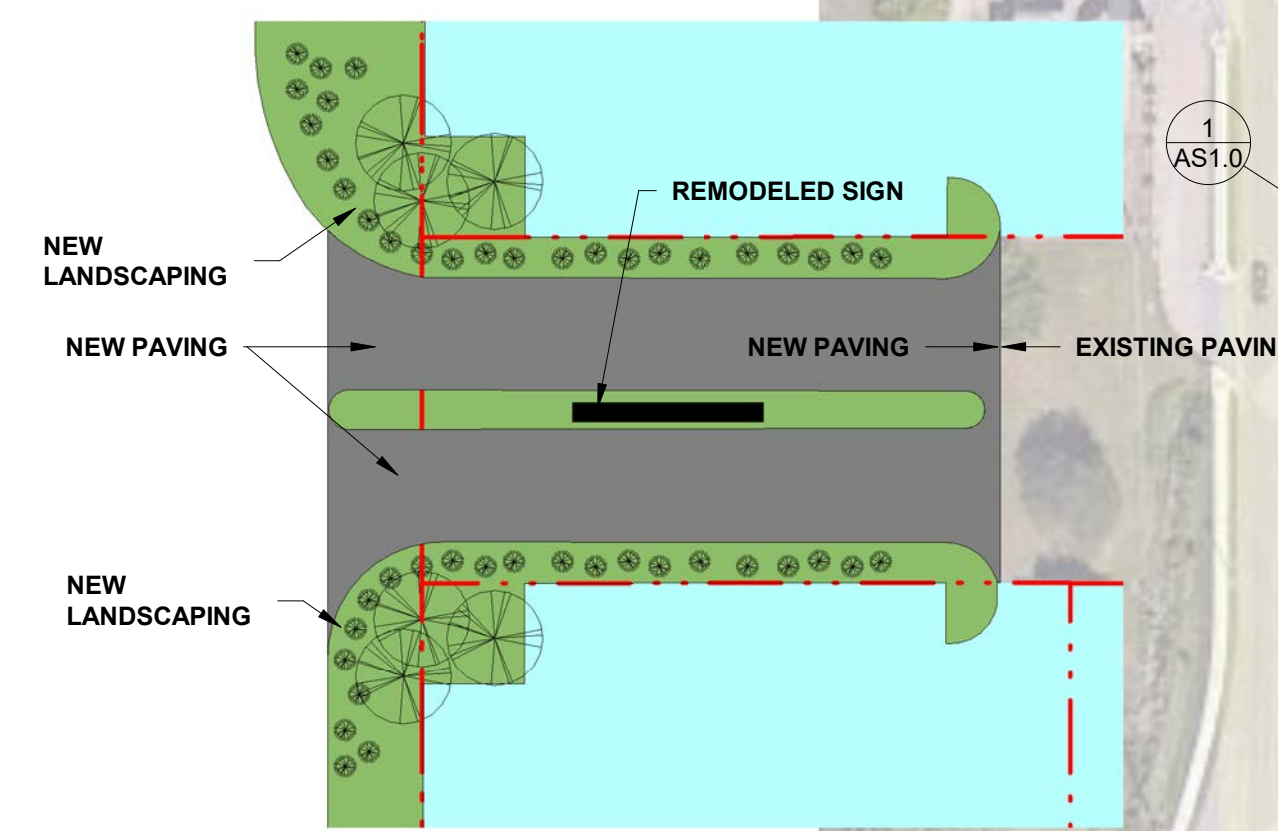 1
AS1.0
REMODELED SIGN
NEW
LANDSCAPING
NEW PAVING
NEW PAVING
EXISTING PAVIN
NEW
LANDSCAPING